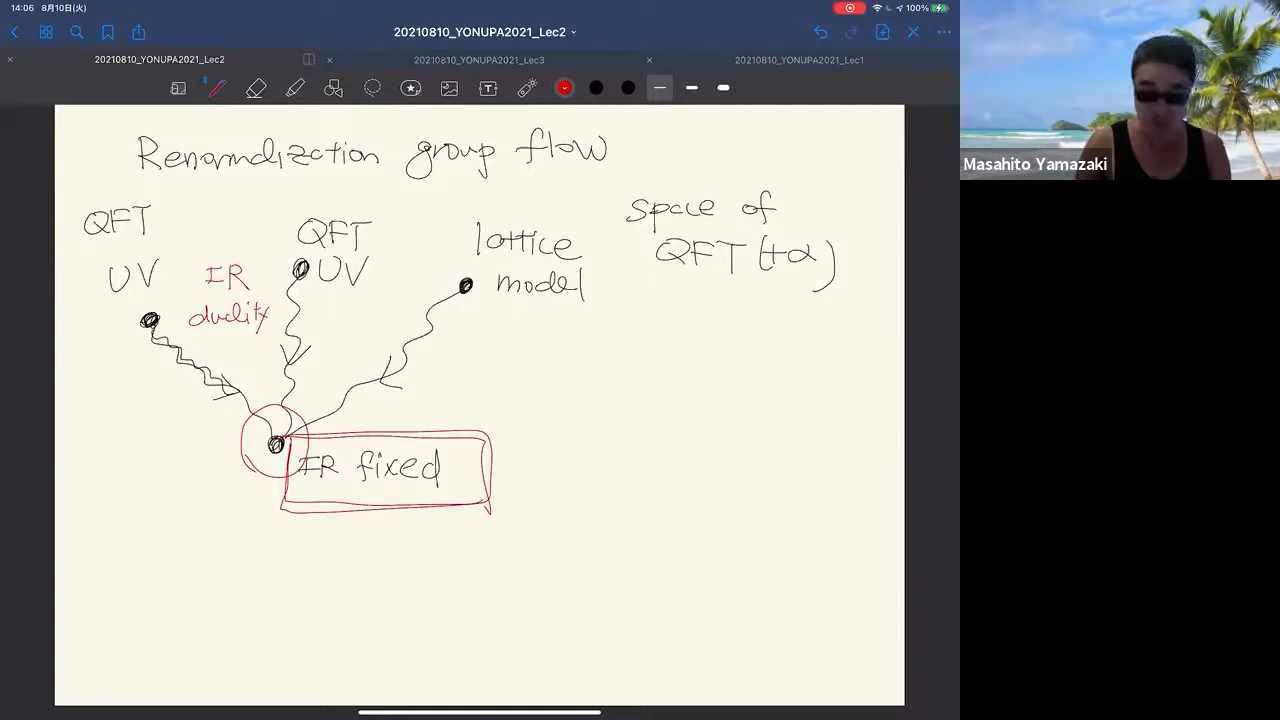 14:06 8月10日(火)
100%
20210810_YONUPA2021_Lec2
20210810_YONUPA2021_Lec2
20210810_YONUPA2021_Lec3
20210810_YONUPA2021_Lec1
Masahito Yamazaki
Renormalization group flow
QFT
UV
IR
duality
QFT
UV
lattice
model
space of
QFT (+α)
IR fixed